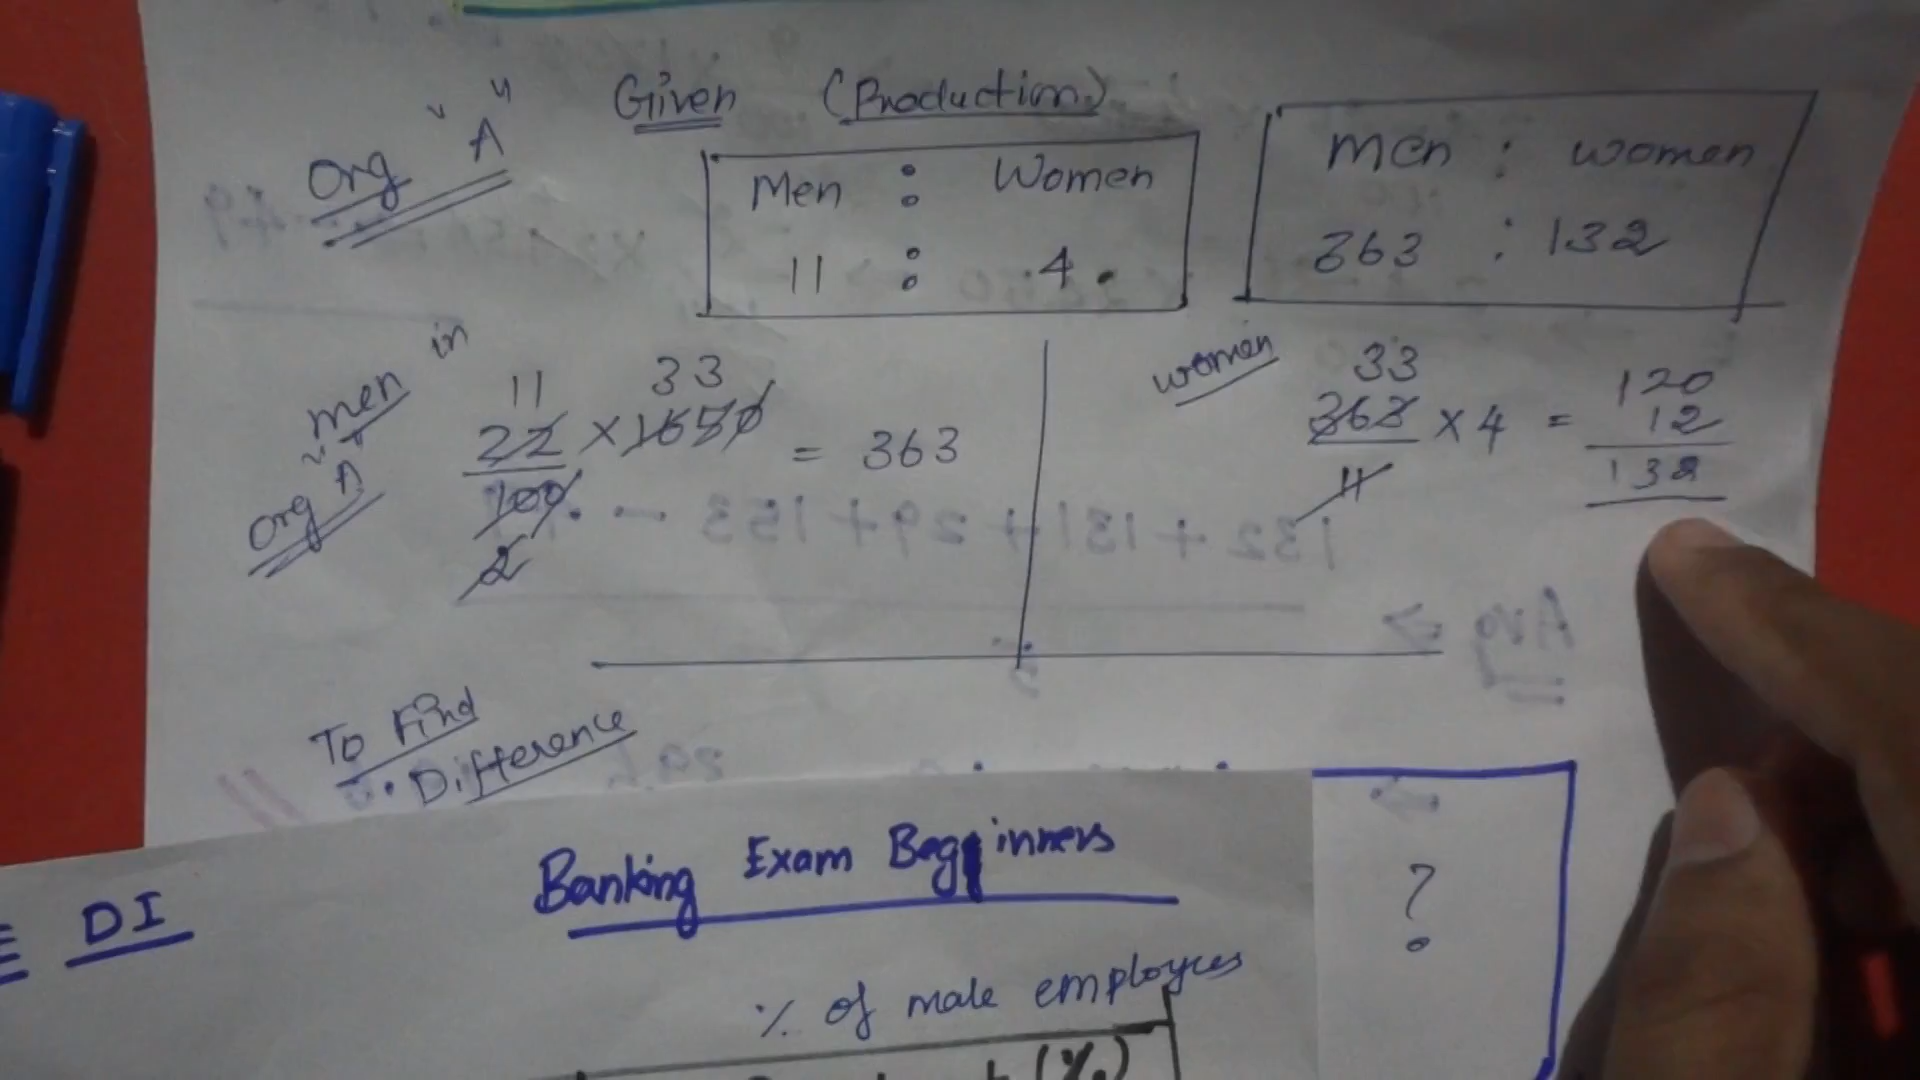 Given (Production)
Org "A"
Men : Women
11 : 4
Men : women
363 : 132
men in
Org "A"
11 33
22 × 1650
100
2
= 363
women
33
363 × 4 = 120
11 12
132
To Find
Difference
DI
Banking Exam Begginners
?
% of male employees
(%)